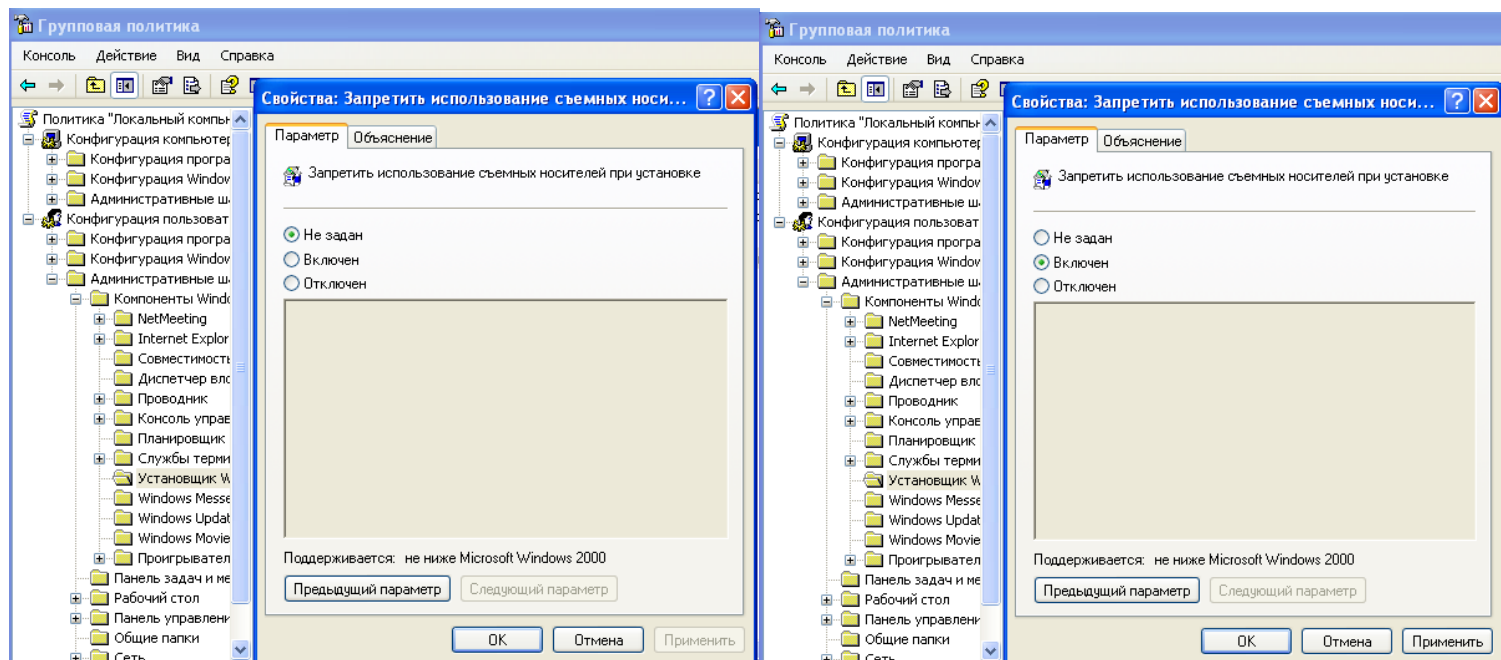 Групповая политика
Консоль Действие Вид Справка
Политика "Локальный компьк
Конфигурация компьютер
Конфигурация програ
Конфигурация Window
Административные ш
Конфигурация пользоват
Конфигурация програ
Конфигурация Window
Административные ш
Компоненты Windo
NetMeeting
Internet Explor
Совместимость
Диспетчер вло
Проводник
Консоль управ
Планировщик
Службы терми
Установщик W
Windows Messe
Windows Updat
Windows Movie
Проигрывател
Панель задач и ме
Рабочий стол
Панель управлени
Общие папки
Сеть
Свойства: Запретить использование съемных носи...
Параметр Объяснение
Запретить использование съемных носителей при установке
Не задан
Включен
Отключен
Поддерживается: не ниже Microsoft Windows 2000
Предыдущий параметр Следующий параметр
OK Отмена Применить
Групповая политика
Консоль Действие Вид Справка
Политика "Локальный компьк
Конфигурация компьютер
Конфигурация програ
Конфигурация Window
Административные ш
Конфигурация пользоват
Конфигурация програ
Конфигурация Window
Административные ш
Компоненты Windo
NetMeeting
Internet Explor
Совместимость
Диспетчер вло
Проводник
Консоль управ
Планировщик
Службы терми
Установщик W
Windows Messe
Windows Updat
Windows Movie
Проигрывател
Панель задач и ме
Рабочий стол
Панель управлени
Общие папки
Сеть
Свойства: Запретить использование съемных носи...
Параметр Объяснение
Запретить использование съемных носителей при установке
Не задан
Включен
Отключен
Поддерживается: не ниже Microsoft Windows 2000
Предыдущий параметр Следующий параметр
OK Отмена Применить